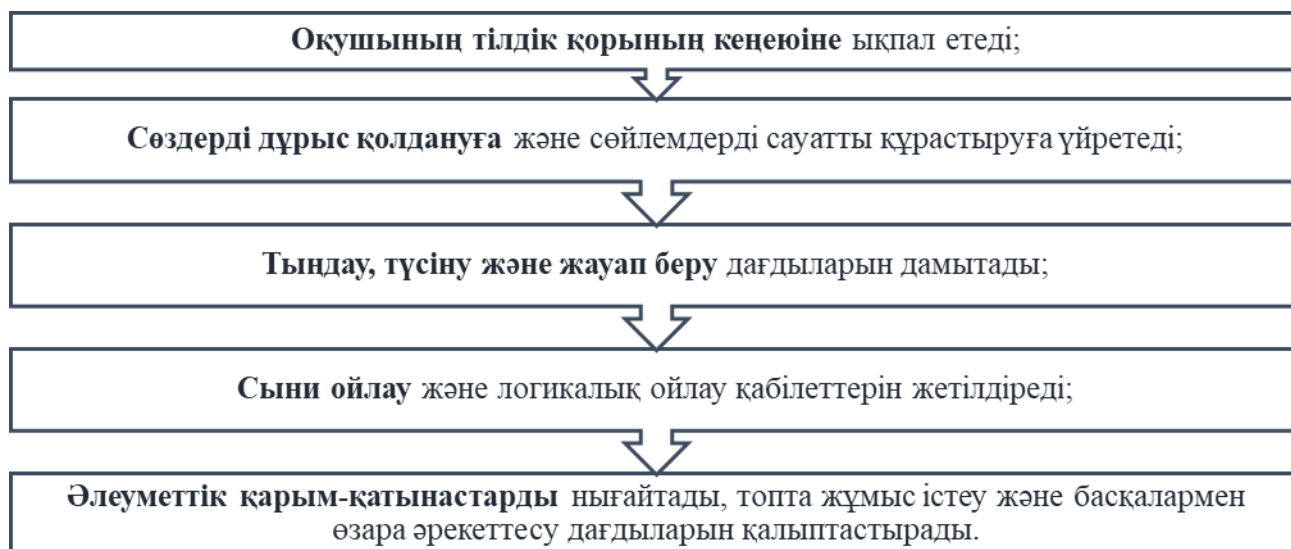 Оқушының тілдік қорының кеңеюіне ықпал етеді;
Сөздерді дұрыс қолдануға және сөйлемдерді сауатты құрастыруға үйретеді;
Тыңдау, түсіну және жауап беру дағдыларын дамытады;
Сыни ойлау және логикалық ойлау қабілеттерін жетілдіреді;
Әлеуметтік қарым-қатынастарды нығайтады, топта жұмыс істеу және басқалармен
өзара әрекеттесу дағдыларын қалыптастырады.